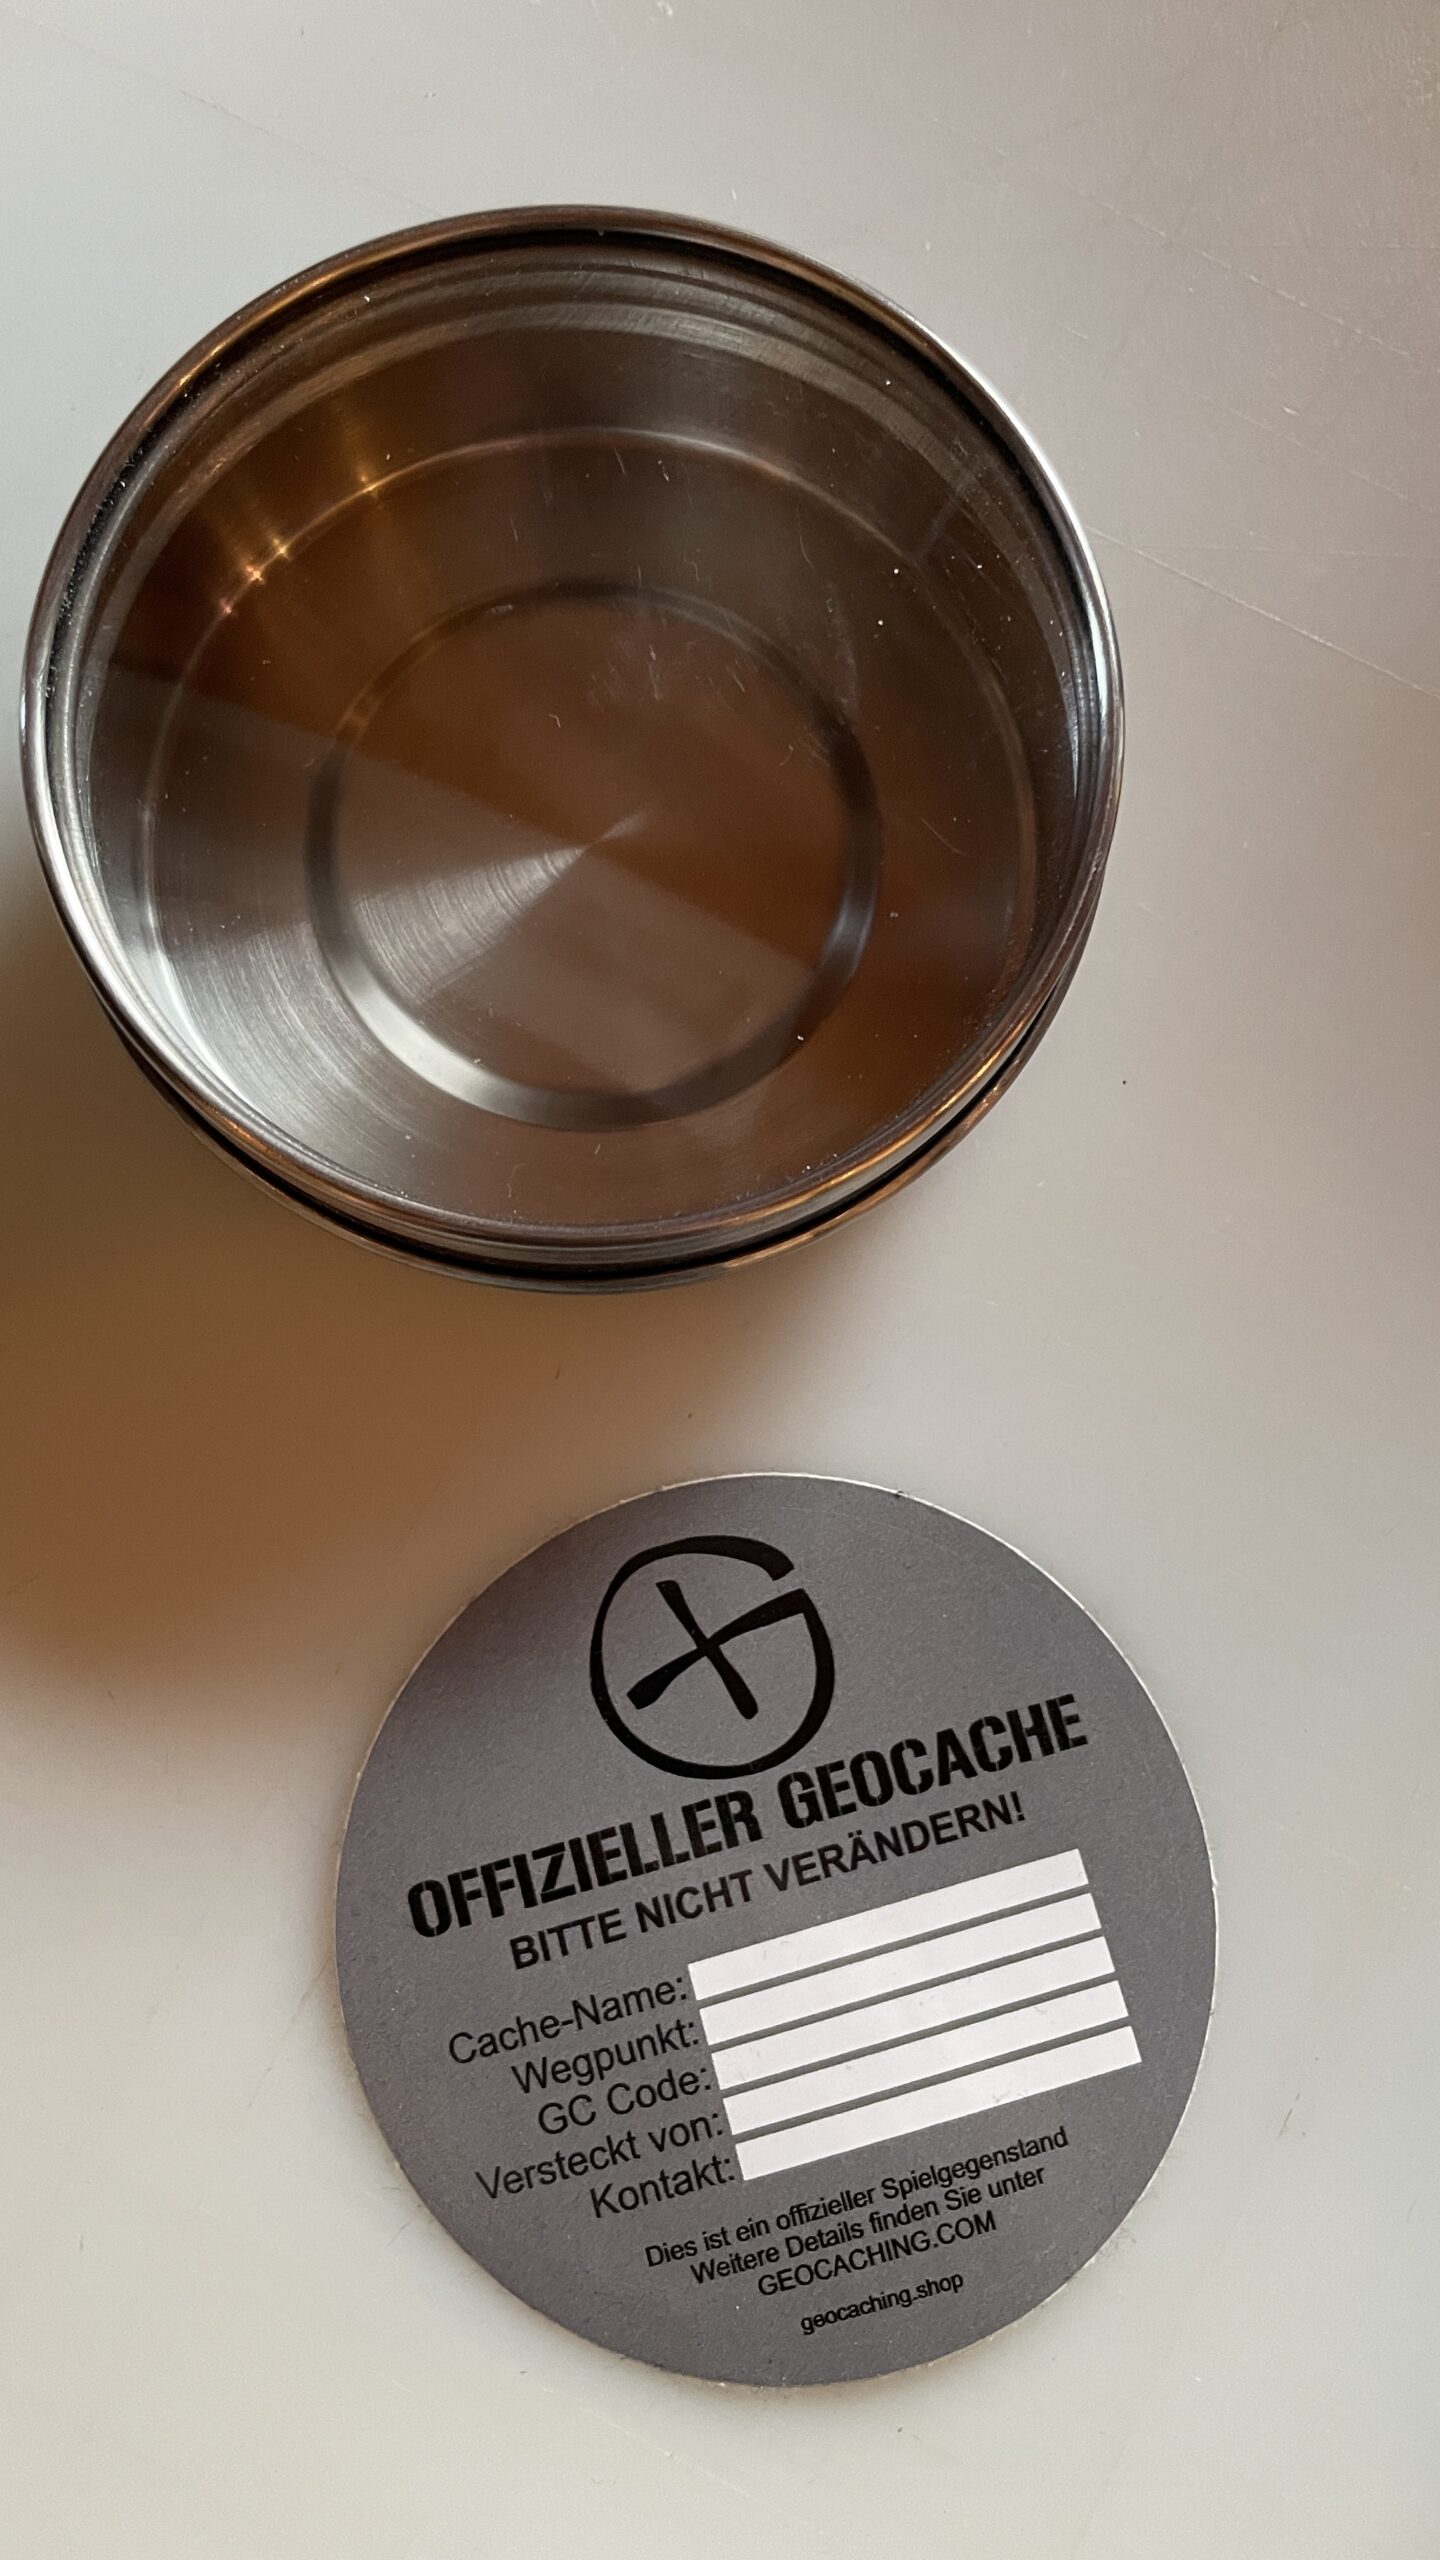 OFFIZIELLER GEOCACHE
BITTE NICHT VERÄNDERN!
Cache-Name:
Wegpunkt:
GC Code:
Versteckt von:
Kontakt:
Dies ist ein offizieller Spielgegenstand
Weitere Details finden Sie unter
GEOCACHING.COM
geocaching.shop